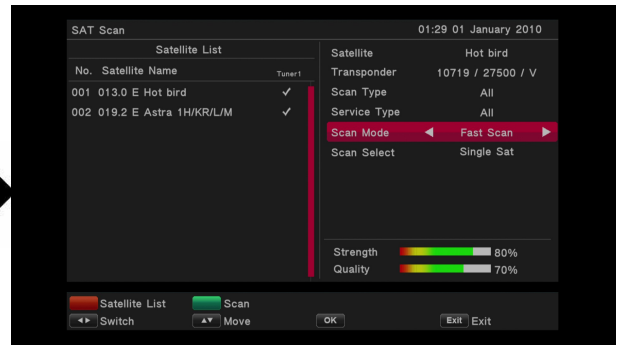 SAT Scan 01:29 01 January 2010
Satellite List
No. Satellite Name Tuner1
001 013.0 E Hot bird
002 019.2 E Astra 1H/KR/L/M
Satellite Hot bird
Transponder 10719 / 27500 / V
Scan Type All
Service Type All
Scan Mode Fast Scan
Scan Select Single Sat
Strength 80%
Quality 70%
Satellite List Scan
Switch Move OK Exit Exit